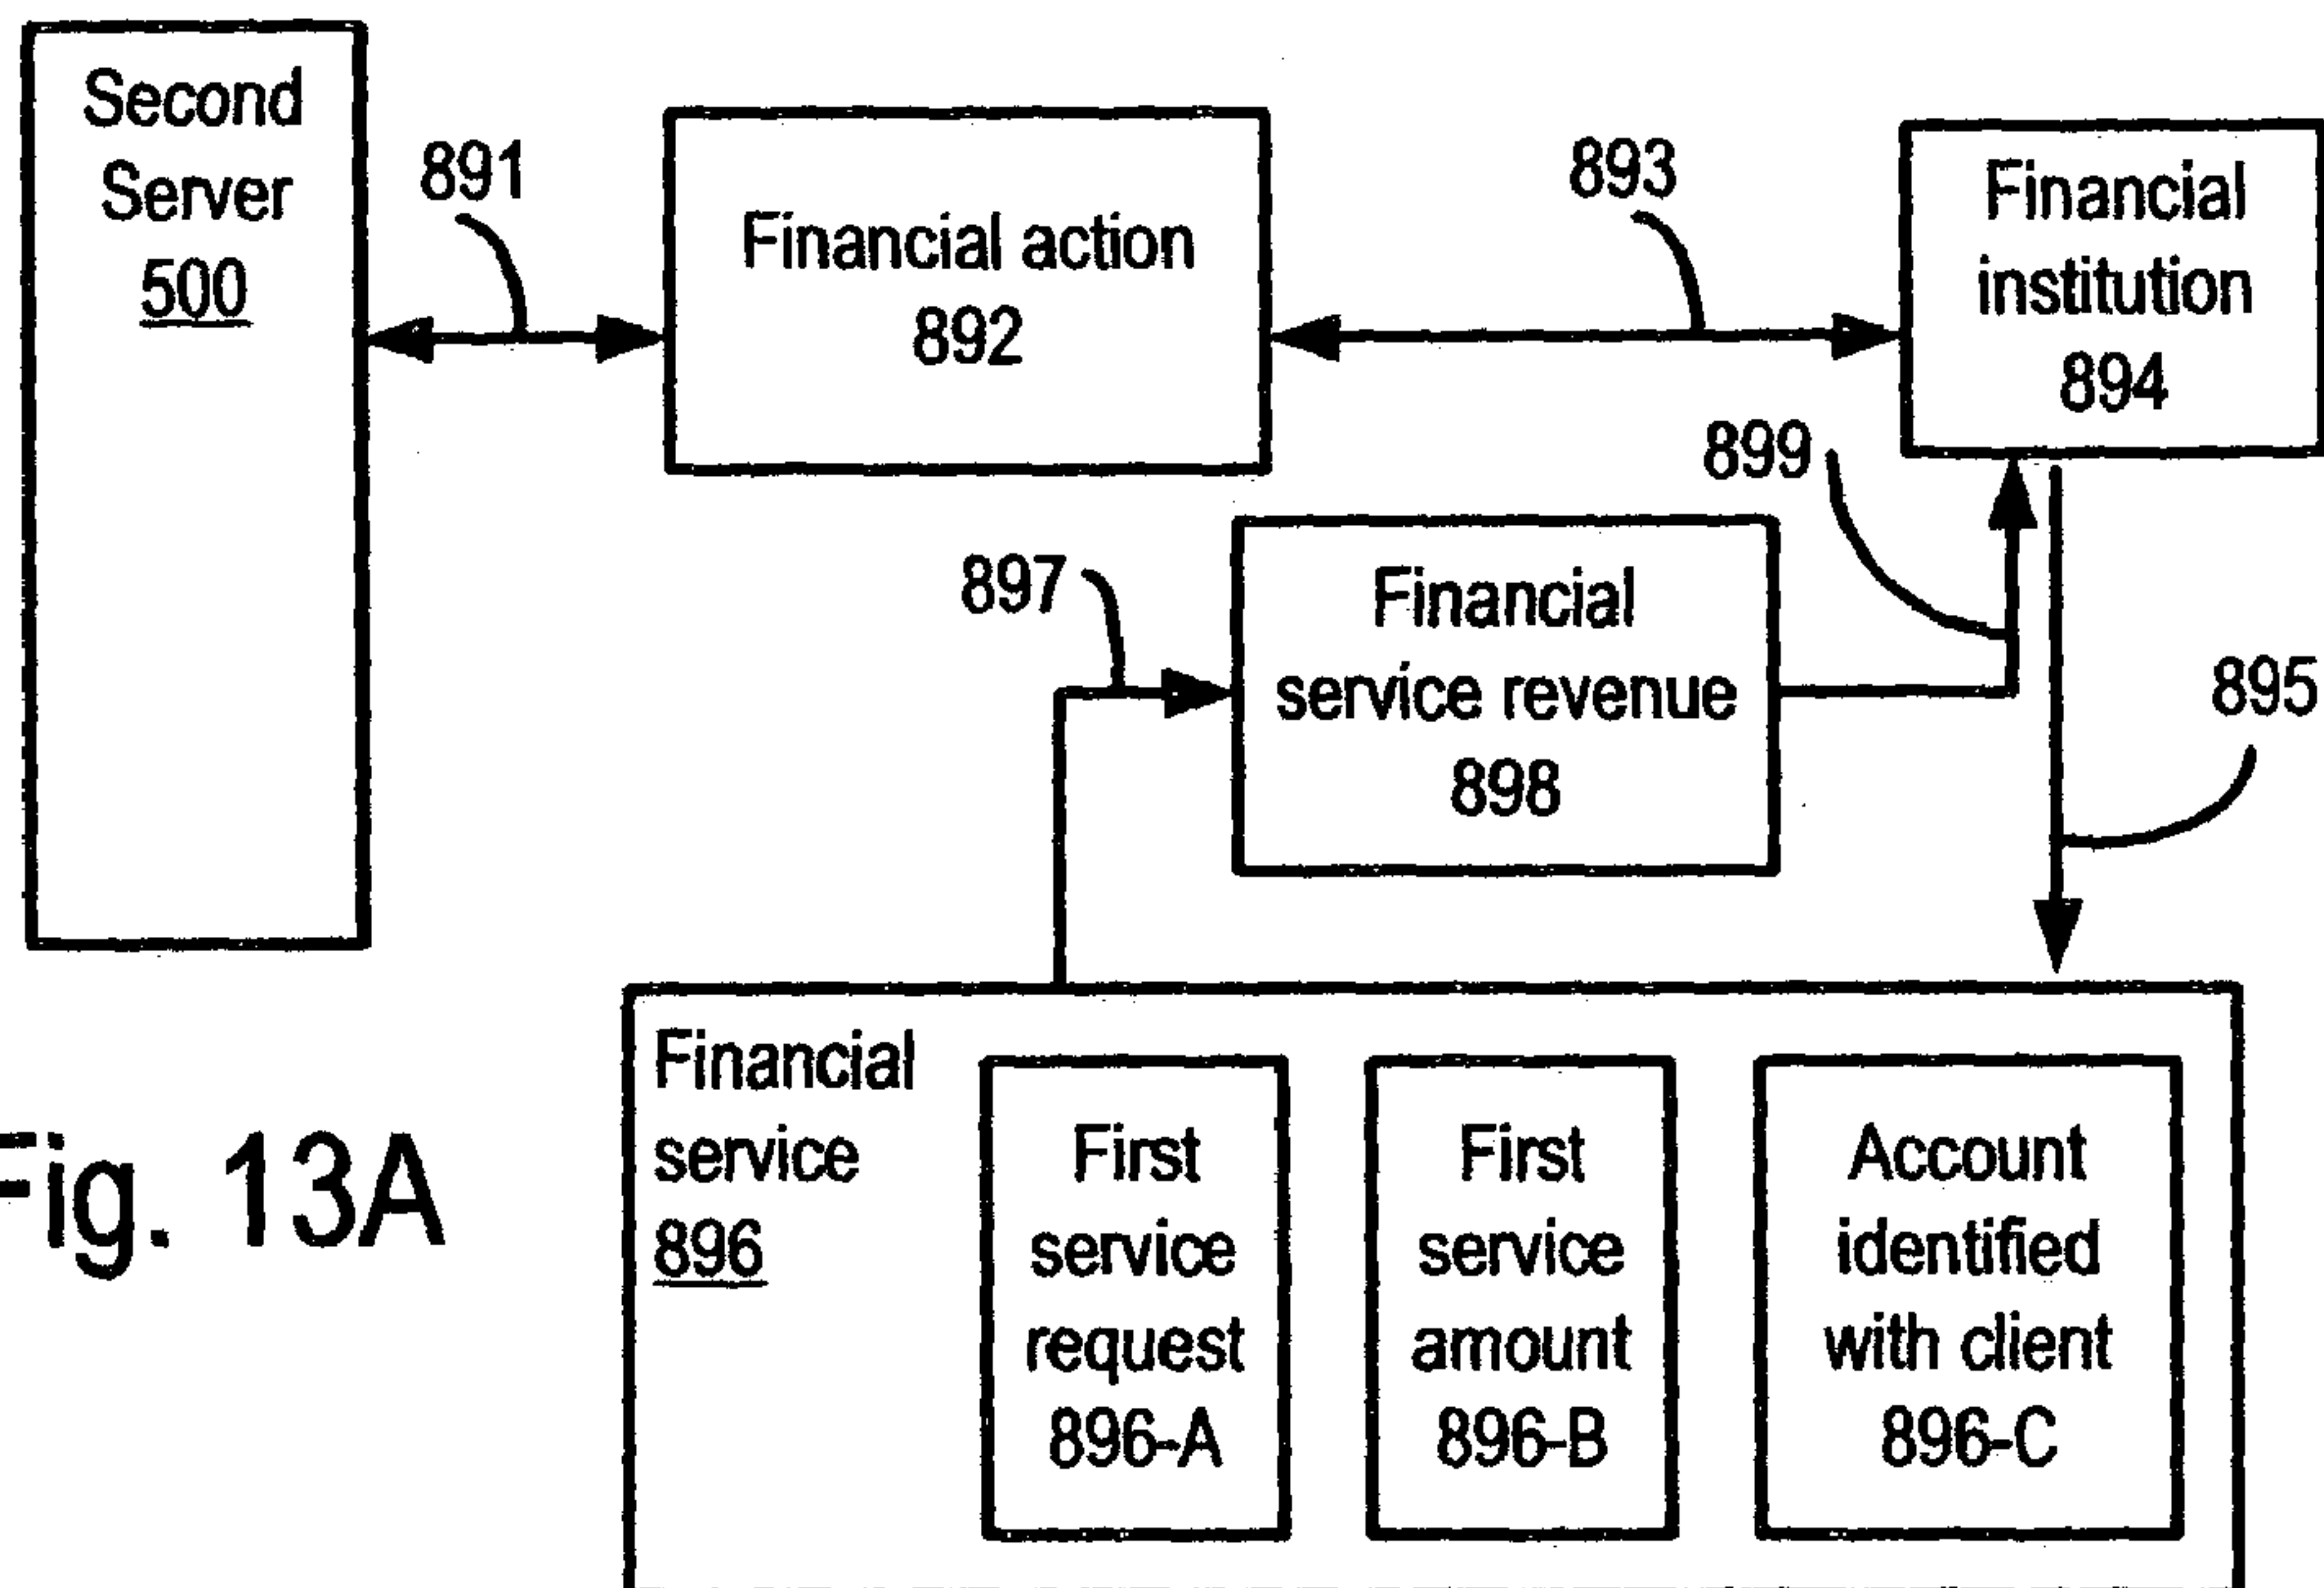 Second
Server
500
891
Financial action
892
893
Financial
institution
894
899
897
Financial
service revenue
898
895
Financial
service
896
First
service
request
896-A
First
service
amount
896-B
Account
identified
with client
896-C
Fig. 13A